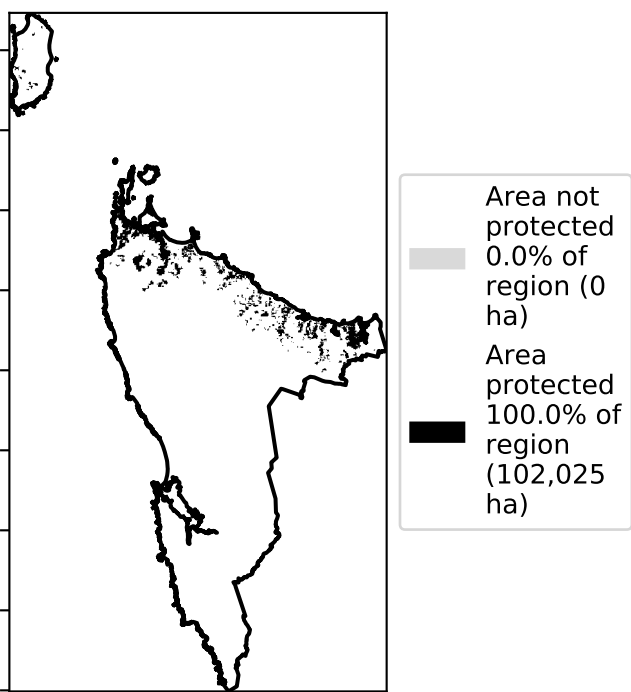 Area not
protected
0.0% of
region (0
ha)
Area
protected
100.0% of
region
(102,025
ha)